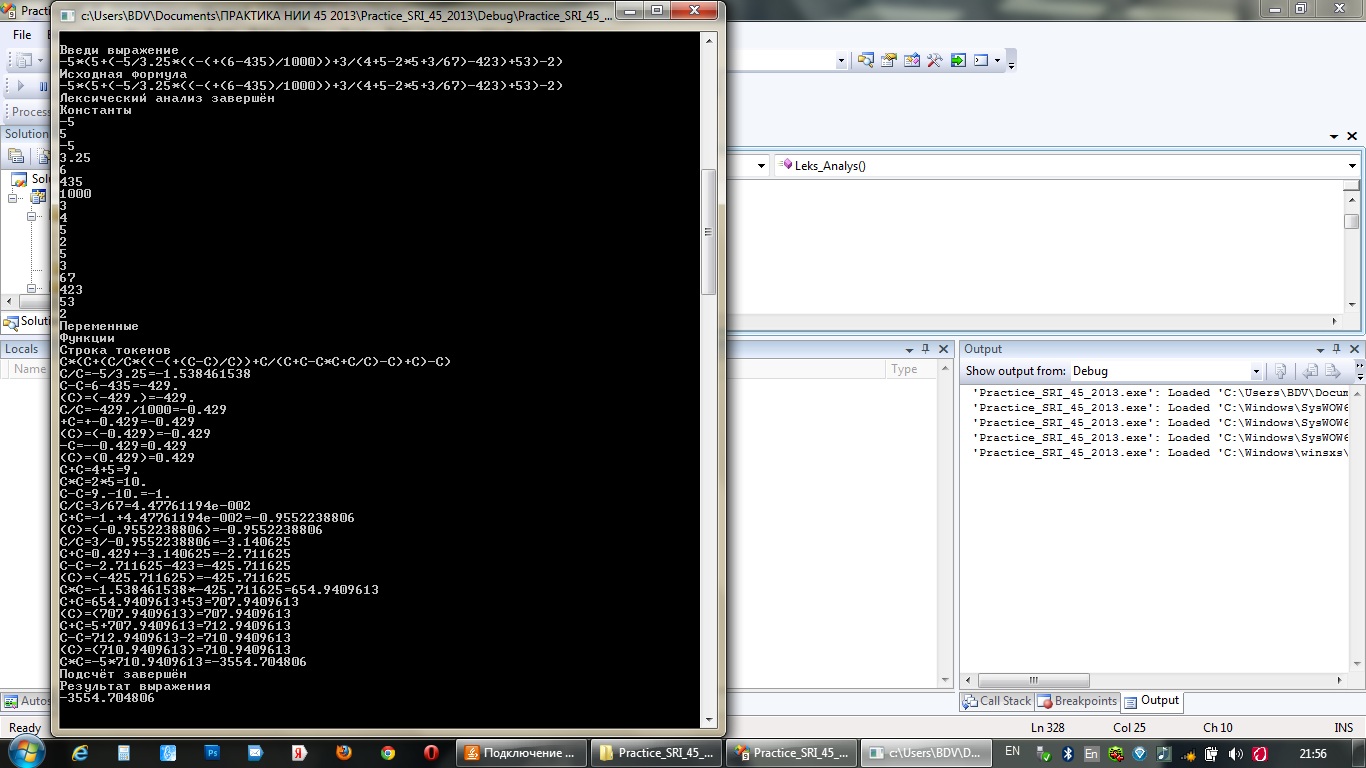 Practi
c:\Users\BDV\Documents\ПРАКТИКА НИИ 45 2013\Practice_SRI_45_2013\Debug\Practice_SRI_45_...
File
Process
Solution
Solu
Locals
Name
Autos
Ready
Введи выражение
-5*(5+(-5/3.25*((-(+(6-435)/1000))+3/(4+5-2*5+3/67)-423)+53)-2)
Исходная формула
-5*(5+(-5/3.25*((-(+(6-435)/1000))+3/(4+5-2*5+3/67)-423)+53)-2)
Лексический анализ завершён
Константы
-5
5
-5
3.25
6
435
1000
3
4
5
2
5
3
67
423
53
2
Переменные
Функции
Строка токенов
C*(C+(C/C*((-(+(C-C)/C))+C/(C+C-C*C+C/C)-C)+C)-C)
C/C=-5/3.25=-1.538461538
C-C=6-435=-429.
(C)=(-429.)=-429.
C/C=-429./1000=-0.429
+C=+-0.429=-0.429
(C)=(-0.429)=-0.429
-C=--0.429=0.429
(C)=(0.429)=0.429
C+C=4+5=9.
C*C=2*5=10.
C-C=9.-10.=-1.
C/C=3/67=4.47761194e-002
C+C=-1.+4.47761194e-002=-0.9552238806
(C)=(-0.9552238806)=-0.9552238806
C/C=3/-0.9552238806=-3.140625
C+C=0.429+-3.140625=-2.711625
C-C=-2.711625-423=-425.711625
(C)=(-425.711625)=-425.711625
C*C=-1.538461538*-425.711625=654.9409613
C+C=654.9409613+53=707.9409613
(C)=(707.9409613)=707.9409613
C+C=5+707.9409613=712.9409613
C-C=712.9409613-2=710.9409613
(C)=(710.9409613)=710.9409613
C*C=-5*710.9409613=-3554.704806
Подсчёт завершён
Результат выражения
-3554.704806
Leks_Analys()
Type
Output
Show output from: Debug
'Practice_SRI_45_2013.exe': Loaded 'C:\Users\BDV\Docum
'Practice_SRI_45_2013.exe': Loaded 'C:\Windows\SysWOW6
'Practice_SRI_45_2013.exe': Loaded 'C:\Windows\SysWOW6
'Practice_SRI_45_2013.exe': Loaded 'C:\Windows\SysWOW6
'Practice_SRI_45_2013.exe': Loaded 'C:\Windows\winsxs\
Call Stack Breakpoints Output
Ln 328 Col 25 Ch 10 INS
Подключение ... Practice_SRI_45_... Practice_SRI_45_... c:\Users\BDV\D... EN En 21:56